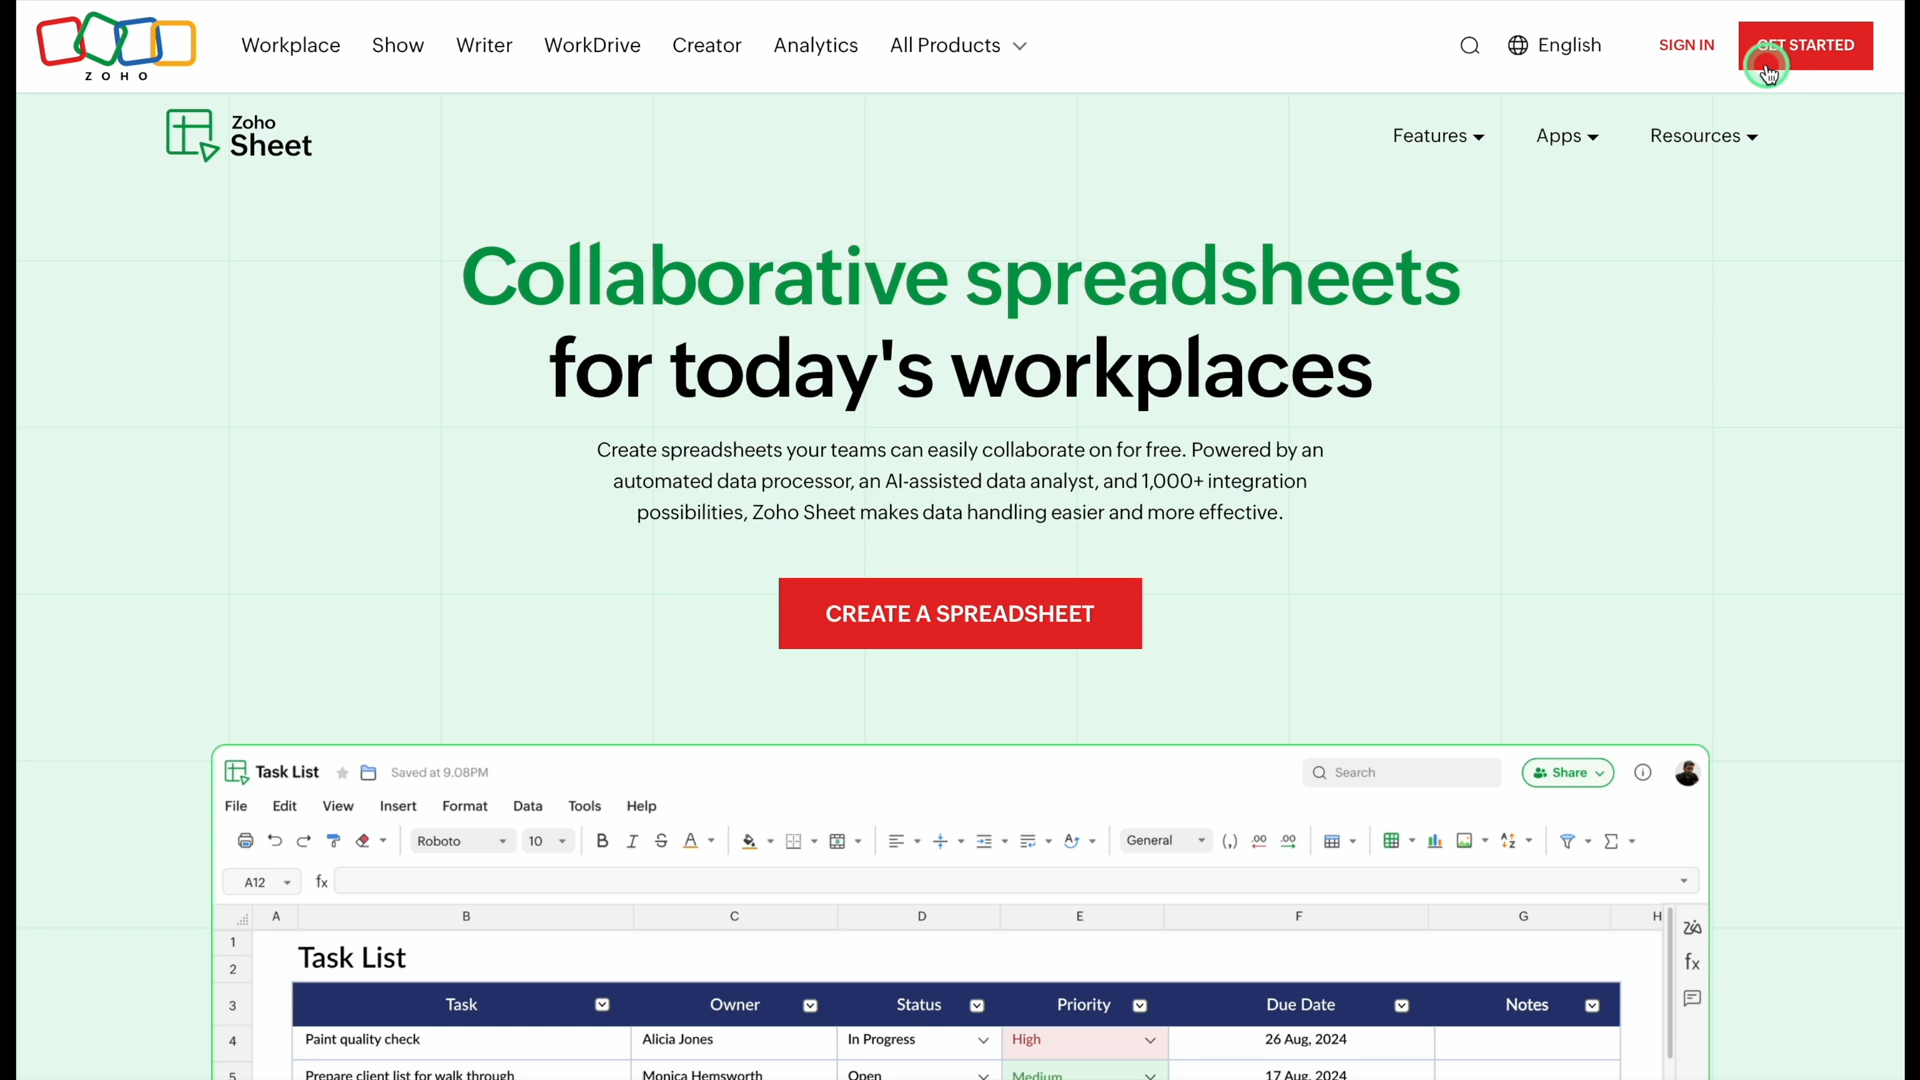 ZOHO
Workplace Show Writer WorkDrive Creator Analytics All Products English SIGN IN GET STARTED
Zoho
Sheet
Features Apps Resources
Collaborative spreadsheets
for today's workplaces
Create spreadsheets your teams can easily collaborate on for free. Powered by an
automated data processor, an AI-assisted data analyst, and 1,000+ integration
possibilities, Zoho Sheet makes data handling easier and more effective.
CREATE A SPREADSHEET
Task List Saved at 9.08PM Search Share
File Edit View Insert Format Data Tools Help
Roboto 10 B I S A General (,) .00 .00 Σ
A12 fx
A B C D E F G H
1
2 Task List
3 Task Owner Status Priority Due Date Notes
4 Paint quality check Alicia Jones In Progress High 26 Aug, 2024
5 Prepare client list for walk through Monica Hemsworth Open Medium 17 Aug, 2024
fx